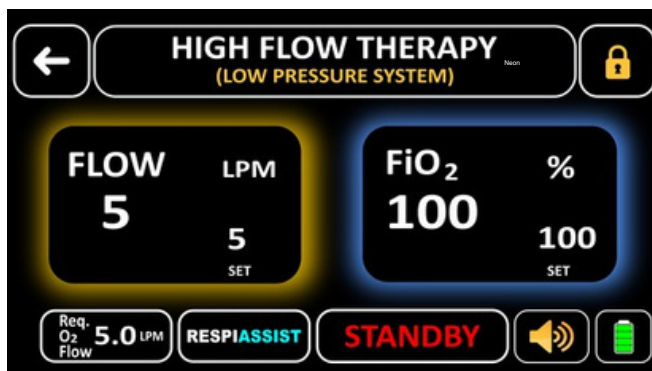 HIGH FLOW THERAPY
Neon
(LOW PRESSURE SYSTEM)
FLOW LPM
5
5
SET
FiO₂ %
100
100
SET
Req.
O₂ 5.0 LPM
Flow
RESPIASSIST
STANDBY